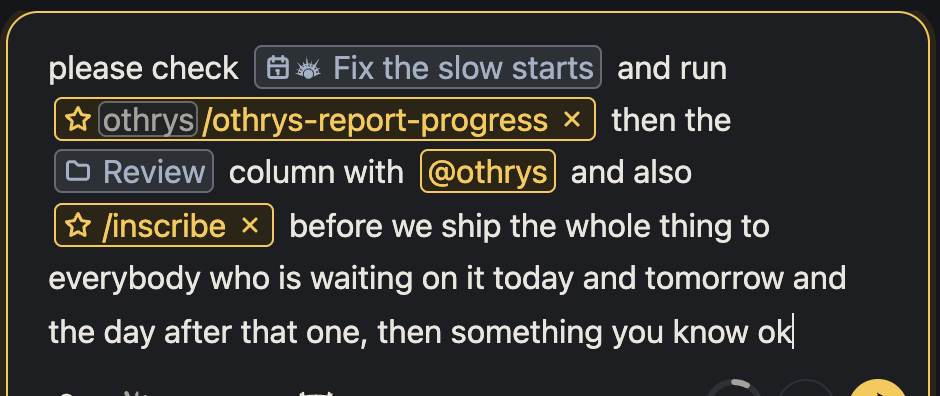 please check Fix the slow starts and run
othrys /othrys-report-progress × then the
Review column with @othrys and also
/inscribe × before we ship the whole thing to
everybody who is waiting on it today and tomorrow and
the day after that one, then something you know ok